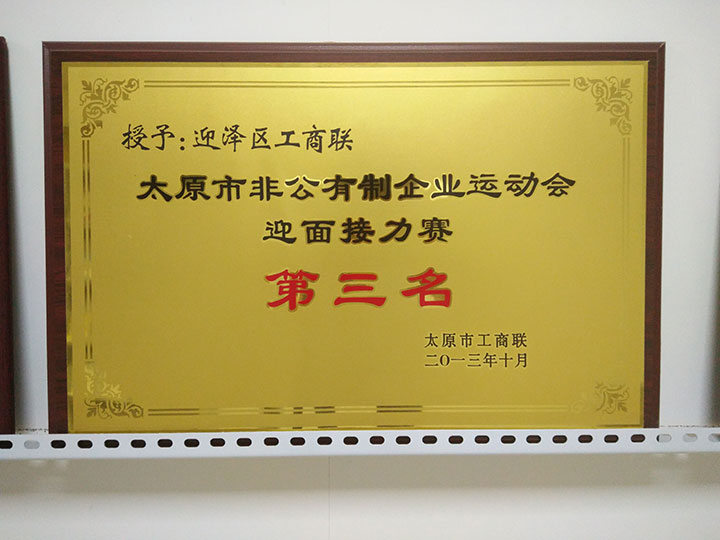 授予：迎泽区工商联
太原市非公有制企业运动会
迎面接力赛
第三名
太原市工商联
二O一三年十月